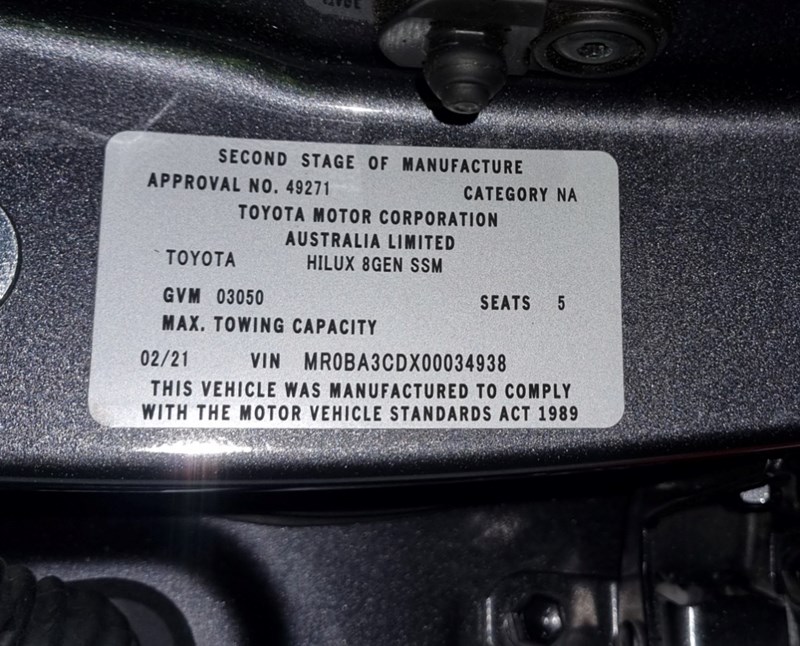 SECOND STAGE OF MANUFACTURE
APPROVAL NO. 49271 CATEGORY NA
TOYOTA MOTOR CORPORATION
AUSTRALIA LIMITED
TOYOTA HILUX 8GEN SSM
GVM 03050 SEATS 5
MAX. TOWING CAPACITY
02/21 VIN MR0BA3CDX00034938
THIS VEHICLE WAS MANUFACTURED TO COMPLY
WITH THE MOTOR VEHICLE STANDARDS ACT 1989